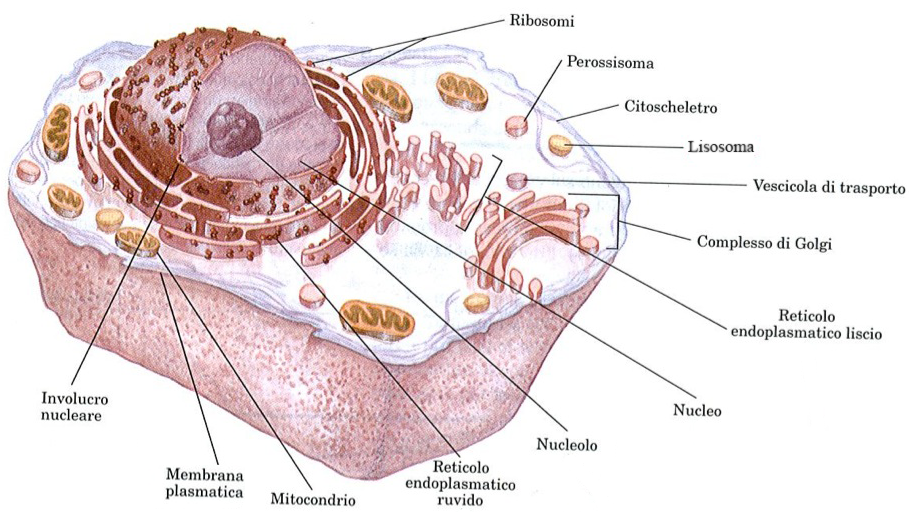 Ribosomi
Perossisoma
Citoscheletro
Lisosoma
Vescicola di trasporto
Complesso di Golgi
Reticolo
endoplasmatico liscio
Nucleo
Nucleolo
Reticolo
endoplasmatico
ruvido
Mitocondrio
Membrana
plasmatica
Involucro
nucleare